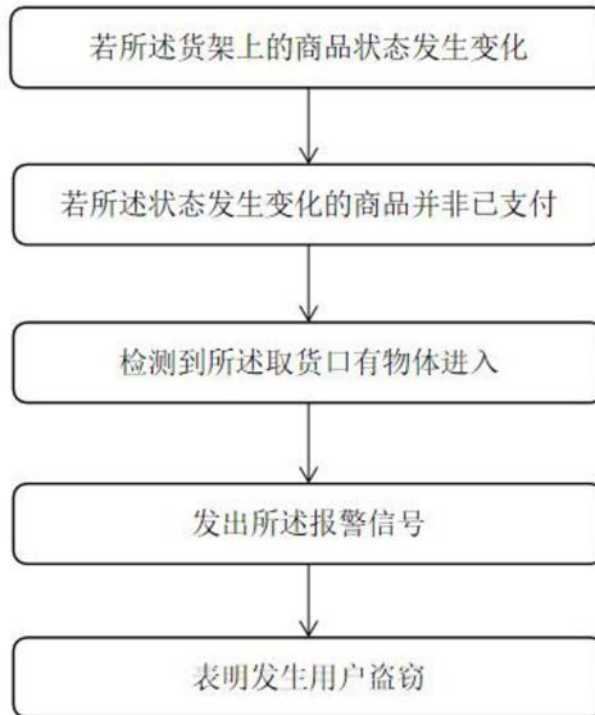 若所述货架上的商品状态发生变化
若所述状态发生变化的商品并非已支付
检测到所述取货口有物体进入
发出所述报警信号
表明发生用户盗窃